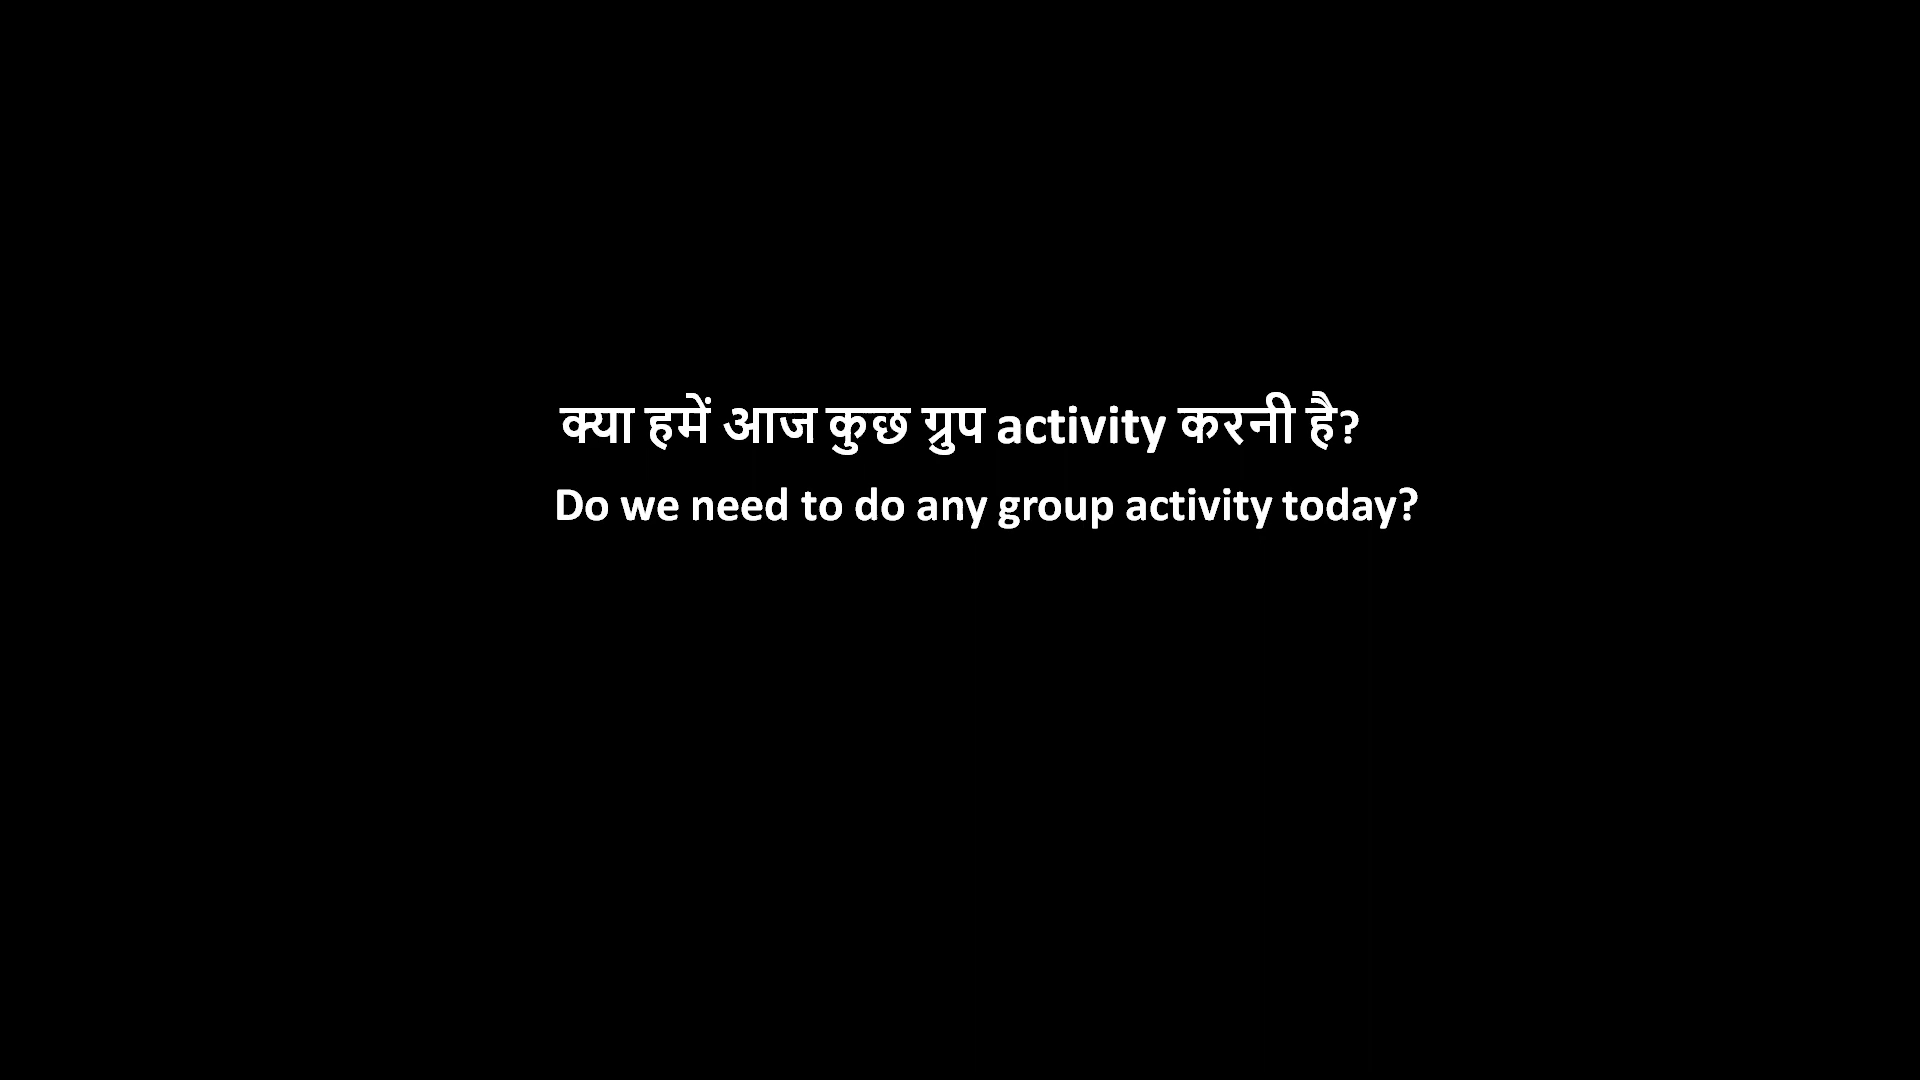 क्या हमें आज कुछ ग्रुप activity करनी है?
Do we need to do any group activity today?